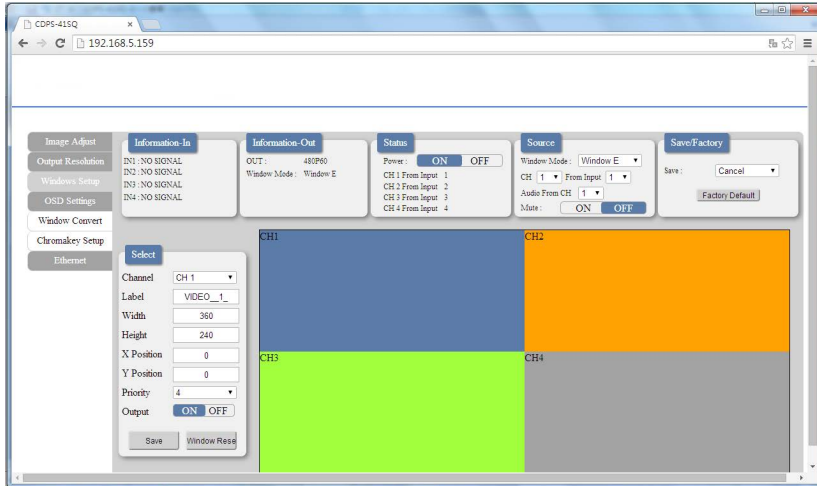 CDPS-41SQ
192.168.5.159
Image Adjust
Output Resolution
Windows Setup
OSD Settings
Window Convert
Chromakey Setup
Ethernet
Information-In
IN1 : NO SIGNAL
IN2 : NO SIGNAL
IN3 : NO SIGNAL
IN4 : NO SIGNAL
Information-Out
OUT : 480P60
Window Mode : Window E
Status
Power : ON OFF
CH 1 From Input 1
CH 2 From Input 2
CH 3 From Input 3
CH 4 From Input 4
Source
Window Mode : Window E
CH 1 From Input 1
Audio From CH 1
Mute : ON OFF
Save/Factory
Save : Cancel
Factory Default
Select
Channel CH 1
Label VIDEO__1_
Width 360
Height 240
X Position 0
Y Position 0
Priority 4
Output ON OFF
Save Window Rese
CH1
CH2
CH3
CH4